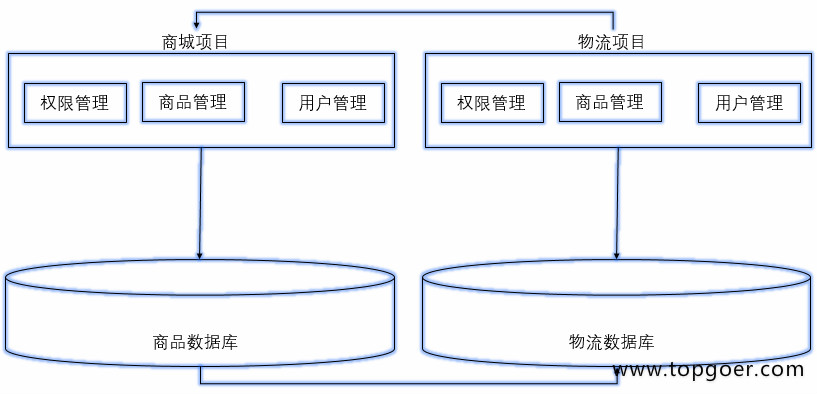 商城项目
物流项目
权限管理
商品管理
用户管理
权限管理
商品管理
用户管理
商品数据库
物流数据库
www.topgoer.com